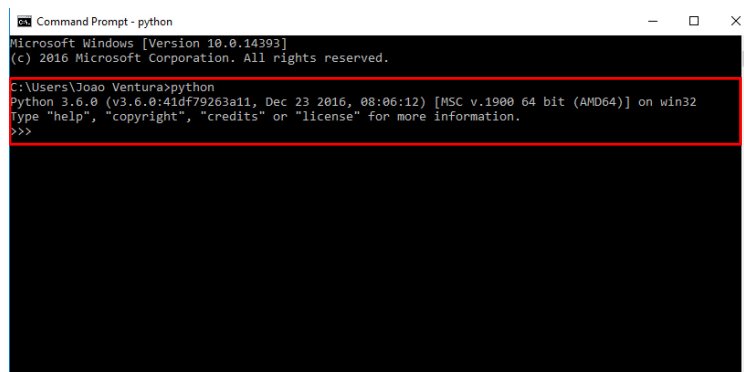 Command Prompt - python
Microsoft Windows [Version 10.0.14393]
(c) 2016 Microsoft Corporation. All rights reserved.
C:\Users\Joao Ventura>python
Python 3.6.0 (v3.6.0:41df79263a11, Dec 23 2016, 08:06:12) [MSC v.1900 64 bit (AMD64)] on win32
Type "help", "copyright", "credits" or "license" for more information.
>>>